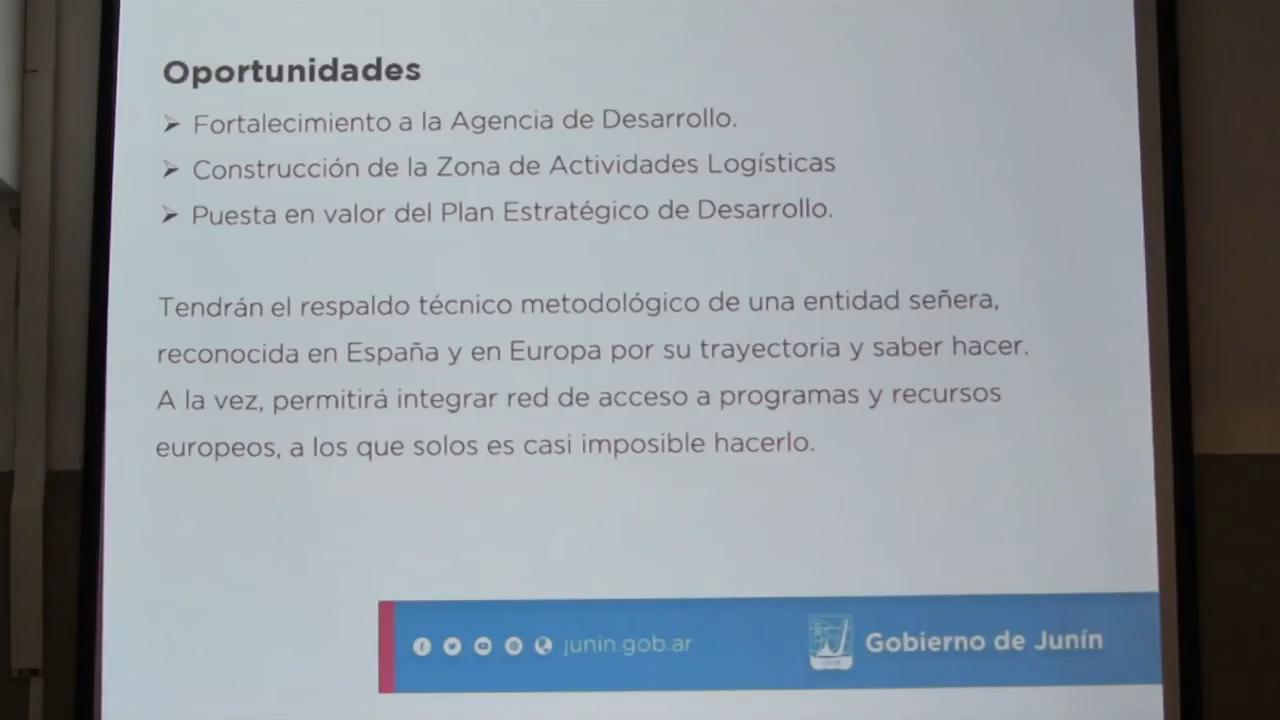 Oportunidades
➢ Fortalecimiento a la Agencia de Desarrollo.
➢ Construcción de la Zona de Actividades Logísticas
➢ Puesta en valor del Plan Estratégico de Desarrollo.
Tendrán el respaldo técnico metodológico de una entidad señera,
reconocida en España y en Europa por su trayectoria y saber hacer.
A la vez, permitirá integrar red de acceso a programas y recursos
europeos, a los que solos es casi imposible hacerlo.
junin.gob.ar
Gobierno de Junín